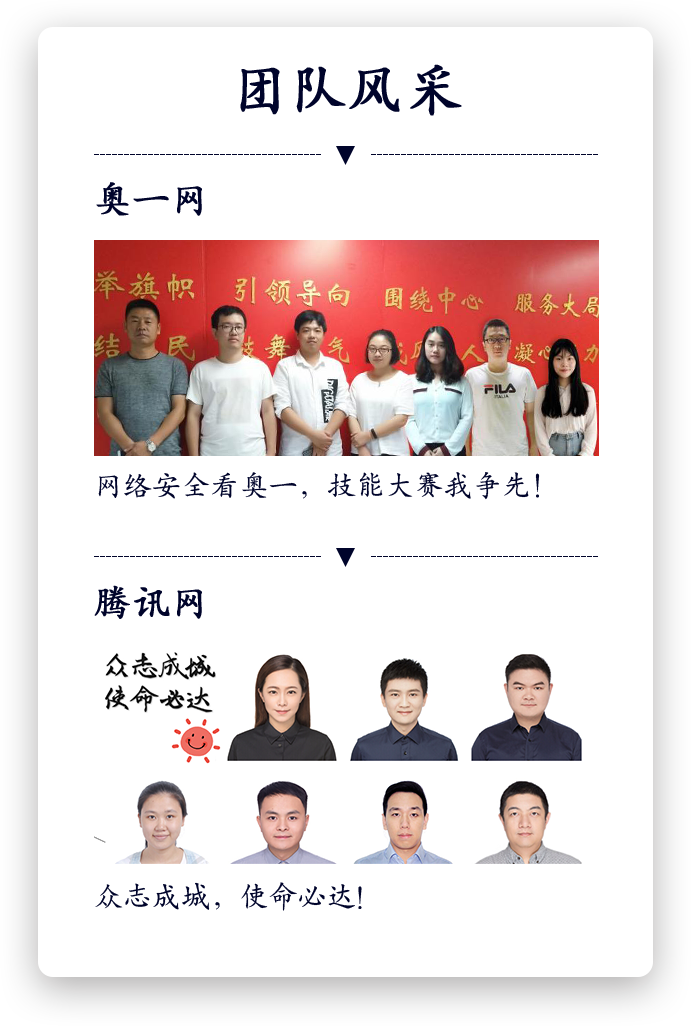 团队风采
奥一网
举旗帜 引领导向 围绕中心 服务大局
结 民 鼓舞 气 人 凝心 力
FILA
ITALIA
网络安全看奥一，技能大赛我争先！
腾讯网
众志成城
使命必达
众志成城，使命必达！